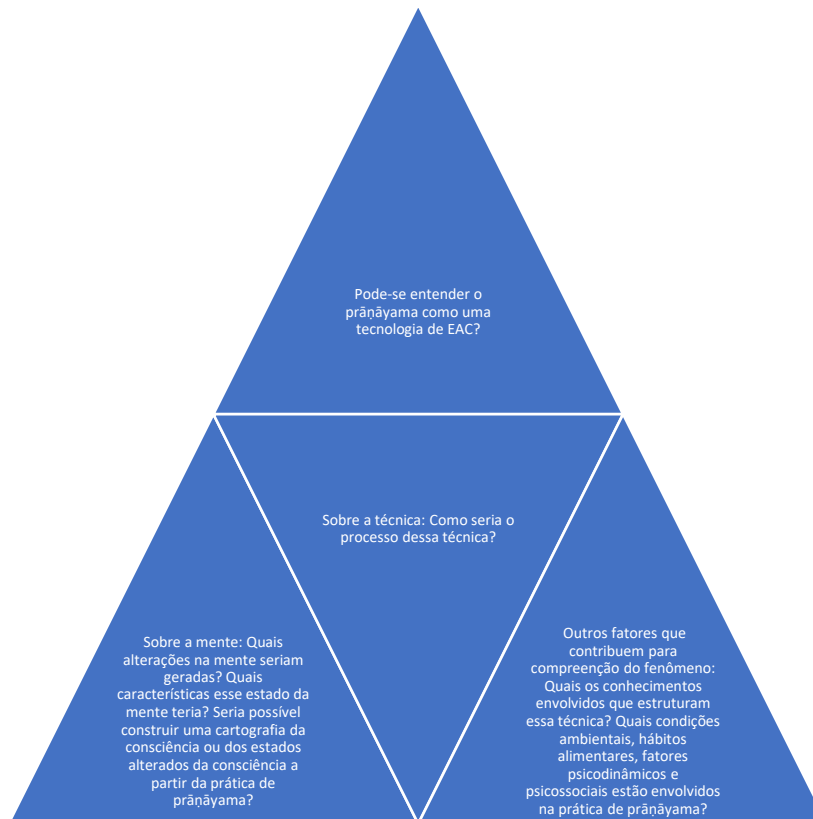 Pode-se entender o
prāṇāyama como uma
tecnologia de EAC?
Sobre a técnica: Como seria o
processo dessa técnica?
Sobre a mente: Quais
alterações na mente seriam
geradas? Quais
características esse estado da
mente teria? Seria possível
construir uma cartografia da
consciência ou dos estados
alterados da consciência a
partir da prática de
prāṇāyama?
Outros fatores que
contribuem para
compreensão do fenômeno:
Quais os conhecimentos
envolvidos que estruturam
essa técnica? Quais condições
ambientais, hábitos
alimentares, fatores
psicodinâmicos e
psicossociais estão envolvidos
na prática de prāṇāyama?